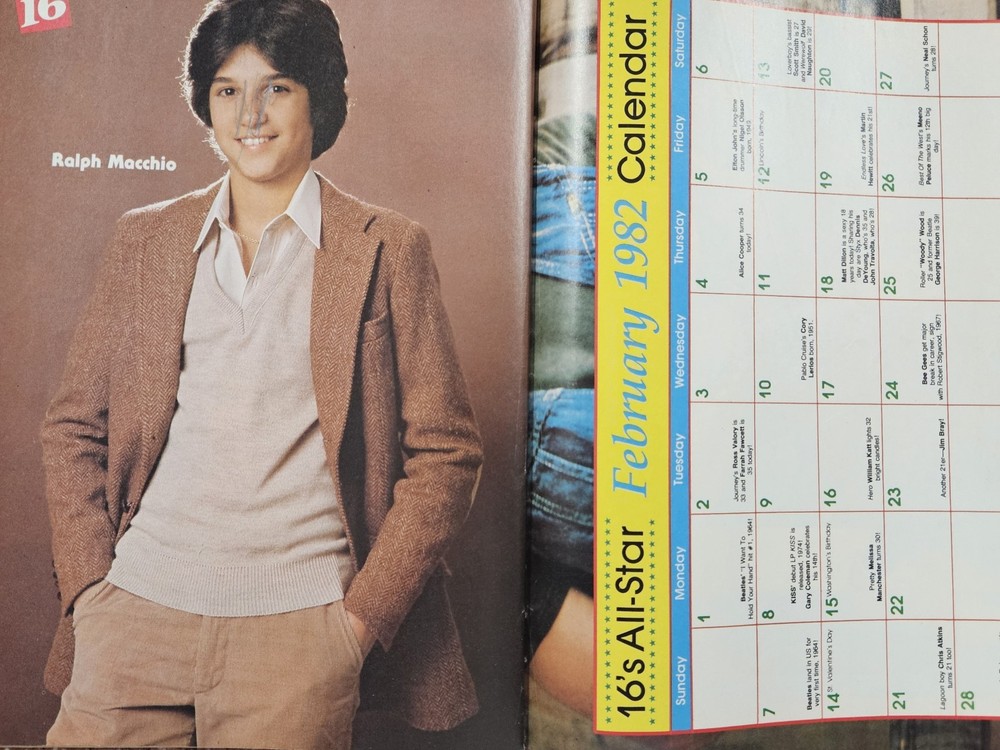 16
Ralph Macchio
16's All-Star February 1982 Calendar
Sunday
Monday
Tuesday
Wednesday
Thursday
Friday
Saturday
1
Beatles' "I Want To
Hold Your Hand" hit #1, 1964!
2
Journey's Ross Valory is
33 and Farrah Fawcett is
35 today!
3
4
Alice Cooper turns 34
today!
5
Elton John's long-time
drummer Nigel Olsson
born, 1949.
6
7
Beatles land in US for
very first time, 1964!
8
KISS' debut LP KISS is
released, 1974!
Gary Coleman celebrates
his 14th!
9
10
Pablo Cruise's Cory
Lerios born, 1951.
11
12 Lincoln's Birthday
13
Loverboy's bassist
Scott Smith is 27
and Werewolf David
Naughton is
14 St. Valentine's Day
15 Washington's Birthday
Pretty Melissa
Manchester turns 30!
16
Hero William Katt lights 32
bright candles!
17
18
Matt Dillon is a sexy 18
years today! Sharing his
day are Styx Dennis
DeYoung, who's 35 and
John Travolta, who's 28!
19
Endless Love's Martin
Hewitt celebrates his 21st!
20
21
Lagoon boy Chris Atkins
turns 21 too!
22
23
Another 21er—Jim Bray!
24
Bee Gees get major
break in career, sign
with Robert Stigwood, 1967!
25
Roller "Woody" Wood is
25 and former Beatle
George Harrison is 39!
26
Best Of The West's Meeno
Peluce marks his 12th big
day!
27
Journey's Neal Schon
turns 28!
28